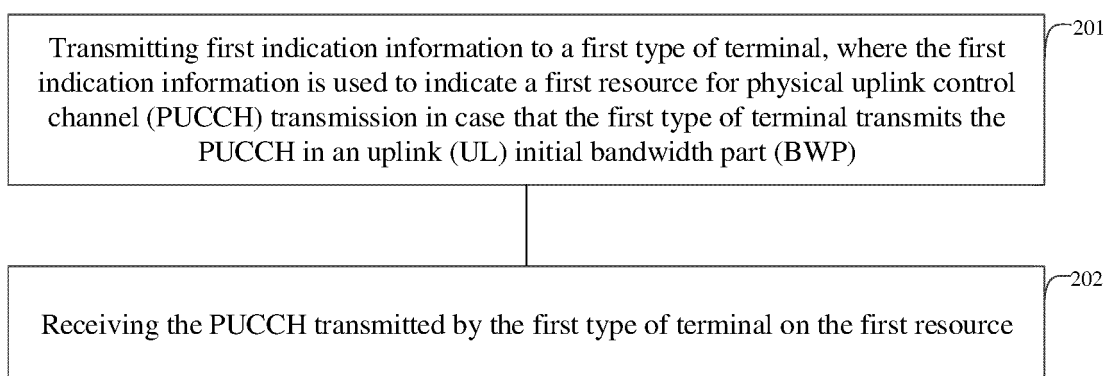 Transmitting first indication information to a first type of terminal, where the first
indication information is used to indicate a first resource for physical uplink control
channel (PUCCH) transmission in case that the first type of terminal transmits the
PUCCH in an uplink (UL) initial bandwidth part (BWP)
201
Receiving the PUCCH transmitted by the first type of terminal on the first resource
202